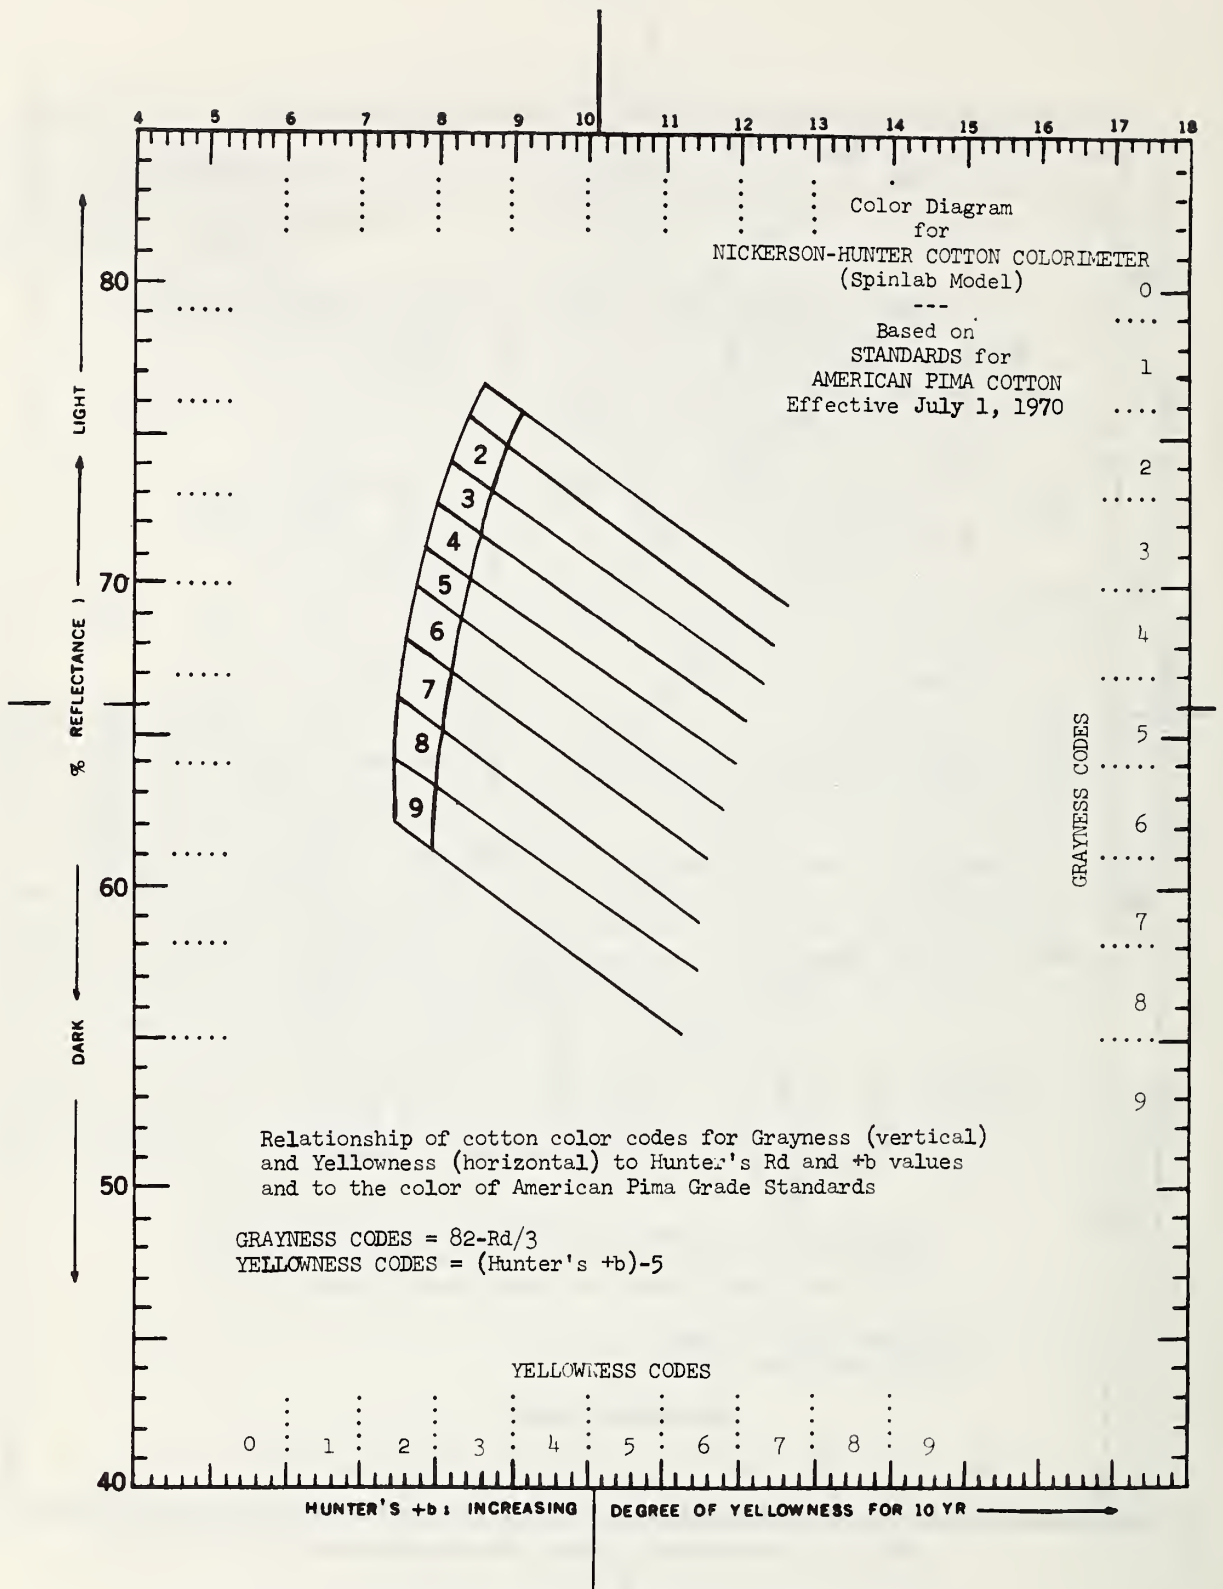 4 5 6 7 8 9 10 11 12 13 14 15 16 17 18
Color Diagram
for
NICKERSON-HUNTER COTTON COLORIMETER
(Spinlab Model)
---
Based on
STANDARDS for
AMERICAN PIMA COTTON
Effective July 1, 1970
80
70
60
50
40
LIGHT
% REFLECTANCE )
DARK
2
3
4
5
6
7
8
9
0
1
2
3
4
5
6
7
8
9
GRAYNESS CODES
Relationship of cotton color codes for Grayness (vertical)
and Yellowness (horizontal) to Hunter's Rd and +b values
and to the color of American Pima Grade Standards
GRAYNESS CODES = 82-Rd/3
YELLOWNESS CODES = (Hunter's +b)-5
YELLOWNESS CODES
0 1 2 3 4 5 6 7 8 9
HUNTER'S +b: INCREASING DEGREE OF YELLOWNESS FOR 10 YR